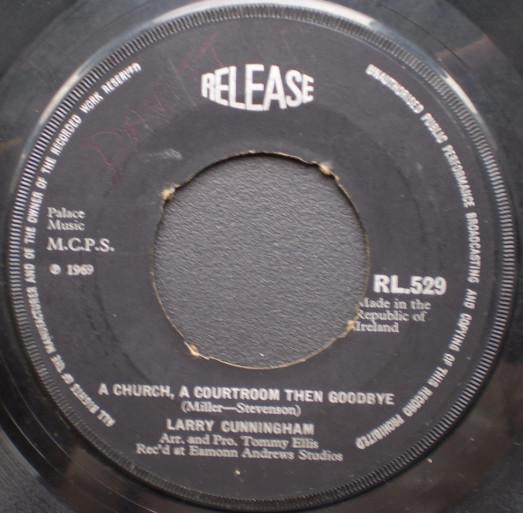 RELEASE
ALL RIGHTS OF THE MANUFACTURER AND OF THE OWNER OF THE RECORDED WORK RESERVED
UNAUTHORISED PUBLIC PERFORMANCE BROADCASTING AND COPYING OF THIS RECORD PROHIBITED
Palace
Music
M.C.P.S.
℗ 1969
RL.529
Made in the
Republic of
Ireland
A CHURCH, A COURTROOM THEN GOODBYE
(Miller—Stevenson)
LARRY CUNNINGHAM
Arr. and Pro. Tommy Ellis
Rec'd at Eamonn Andrews Studios